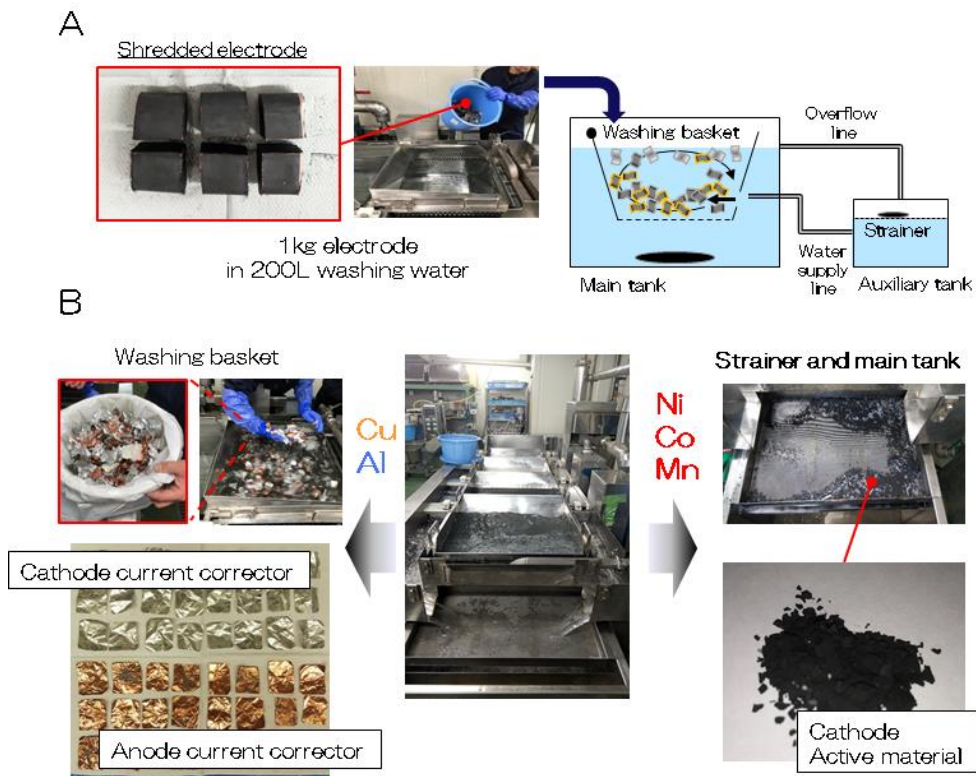 A
Shredded electrode
1kg electrode
in 200L washing water
Washing basket
Main tank
Overflow
line
Strainer
Water
supply
line
Auxiliary tank
B
Washing basket
Cu
Al
Ni
Co
Mn
Strainer and main tank
Cathode current corrector
Anode current corrector
Cathode
Active material